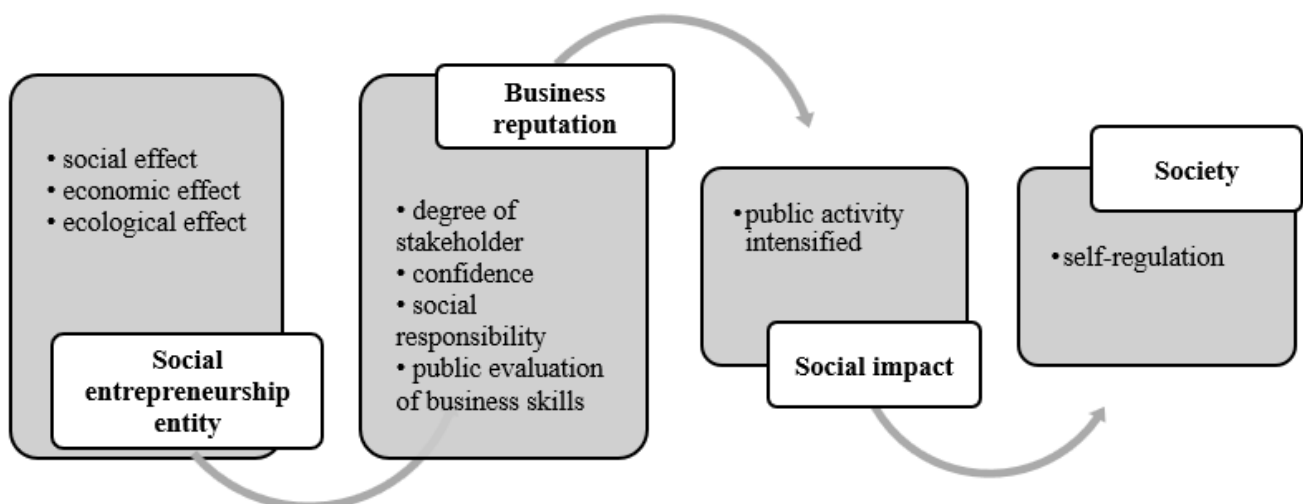 • social effect
• economic effect
• ecological effect
Social
entrepreneurship
entity
Business
reputation
• degree of
stakeholder
• confidence
• social
responsibility
• public evaluation
of business skills
•public activity
intensified
Social impact
Society
•self-regulation